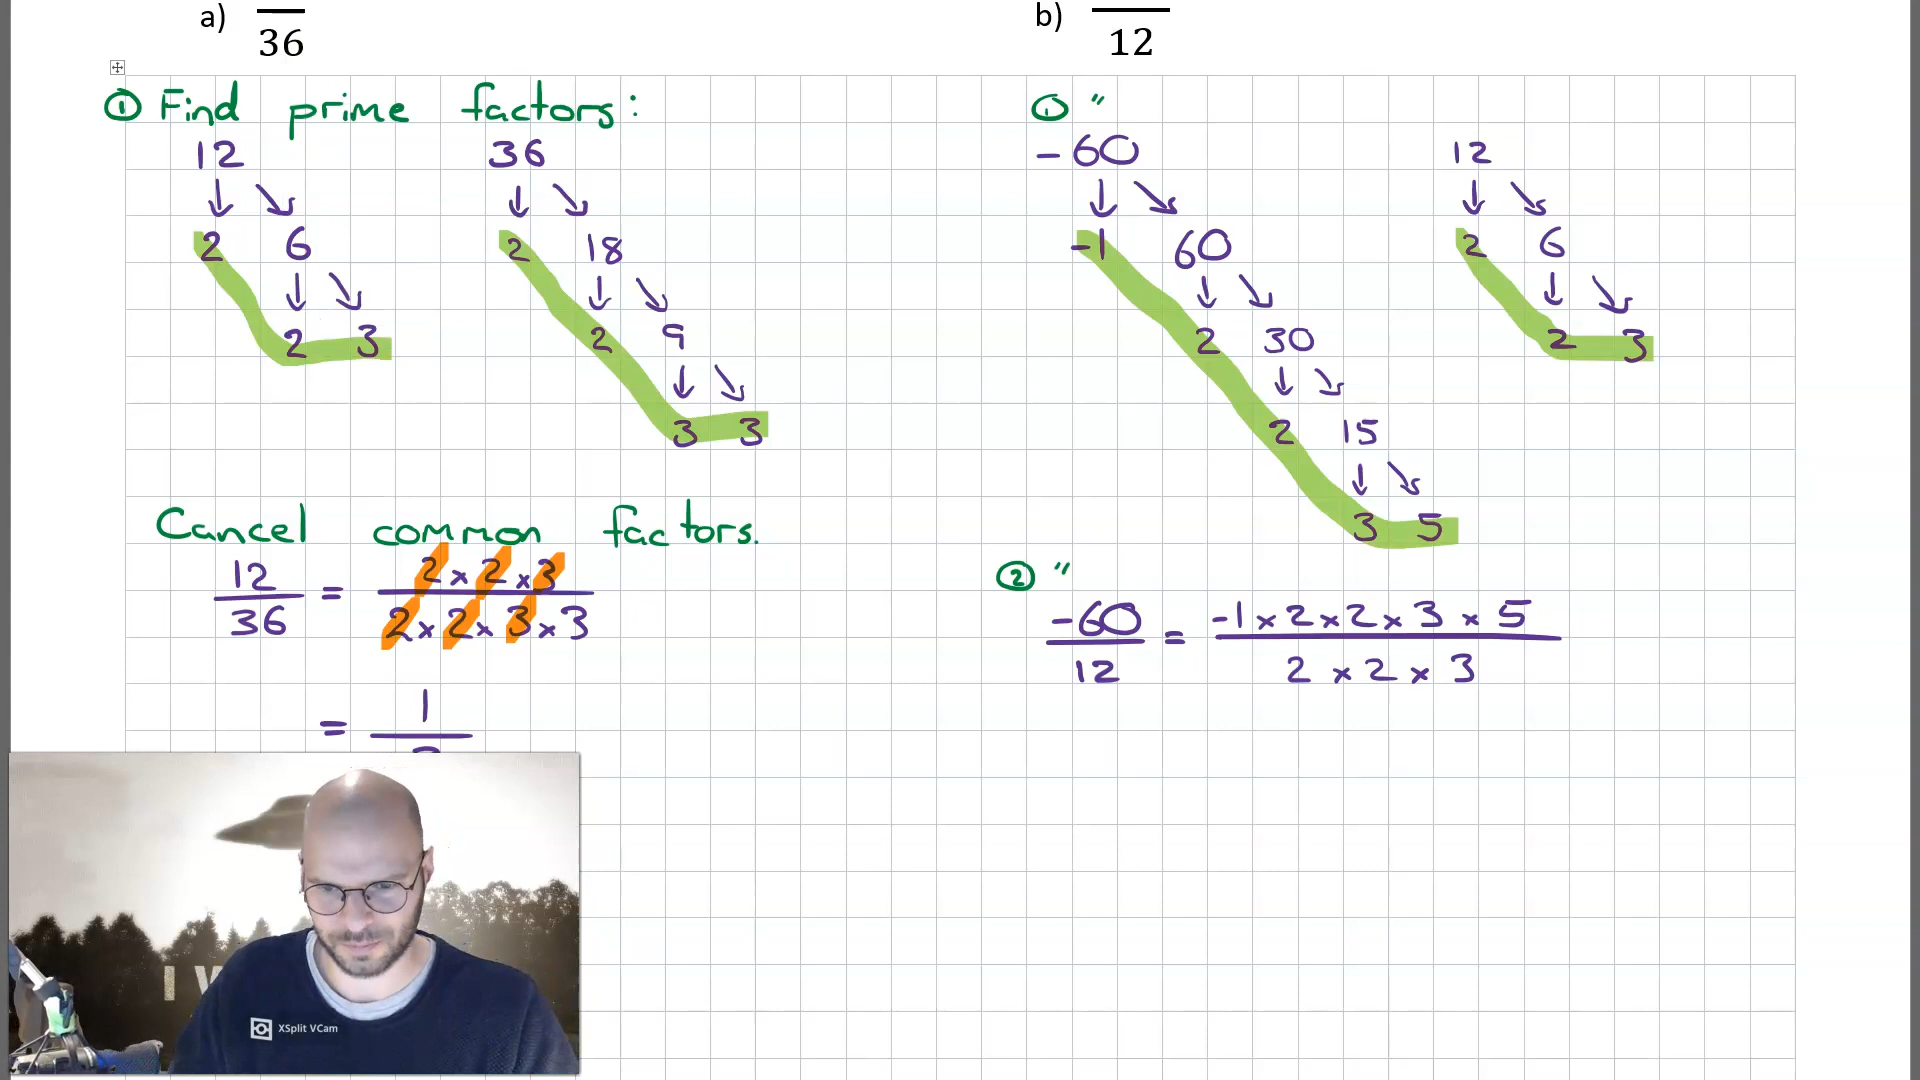 a) 36
① Find prime factors:
12 36
2 6 2 18
2 3 2 9
3 3
Cancel common factors.
12/36 = 2 × 2 × 3 / 2 × 2 × 3 × 3
= 1
b) 12
① "
-60 12
-1 60 2 6
2 30 2 3
2 15
3 5
② "
-60/12 = -1 × 2 × 2 × 3 × 5 / 2 × 2 × 3
XSplit VCam